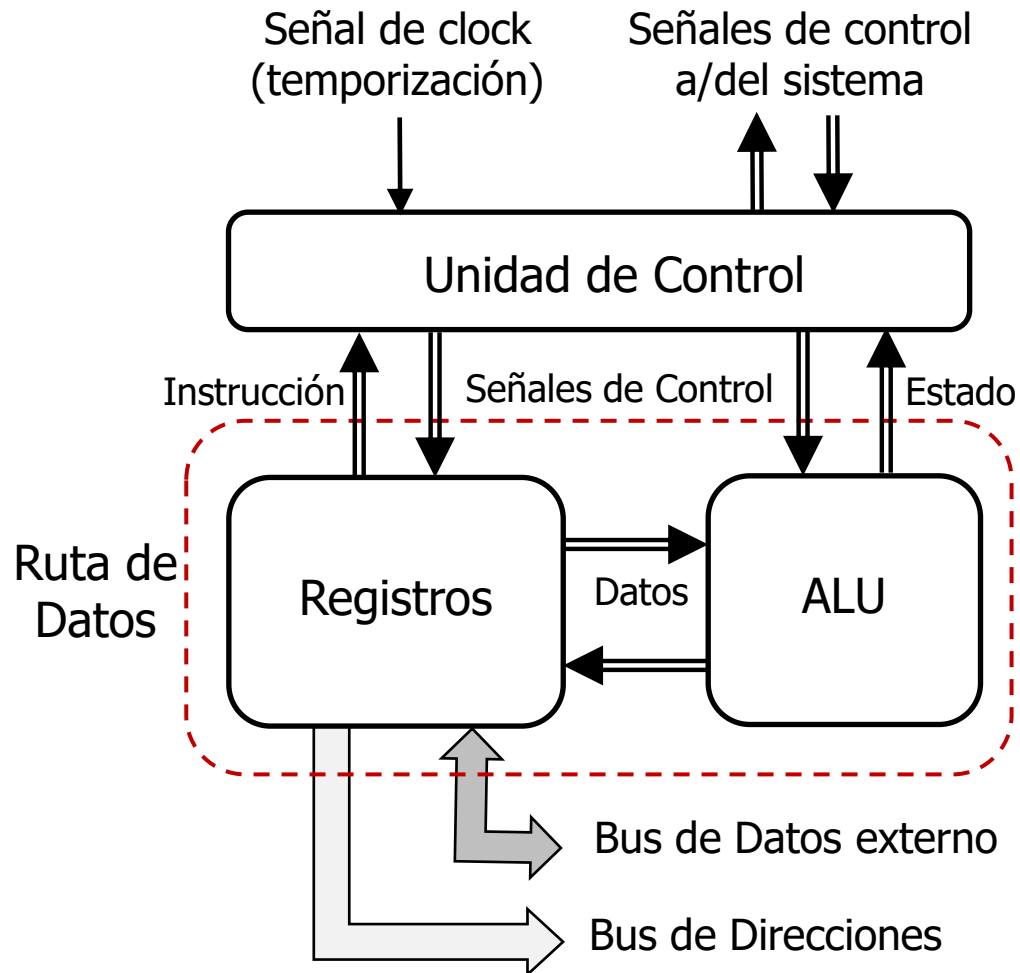 Señal de clock
(temporización)
Señales de control
a/del sistema
Unidad de Control
Instrucción
Señales de Control
Estado
Ruta de
Datos
Registros
Datos
ALU
Bus de Datos externo
Bus de Direcciones